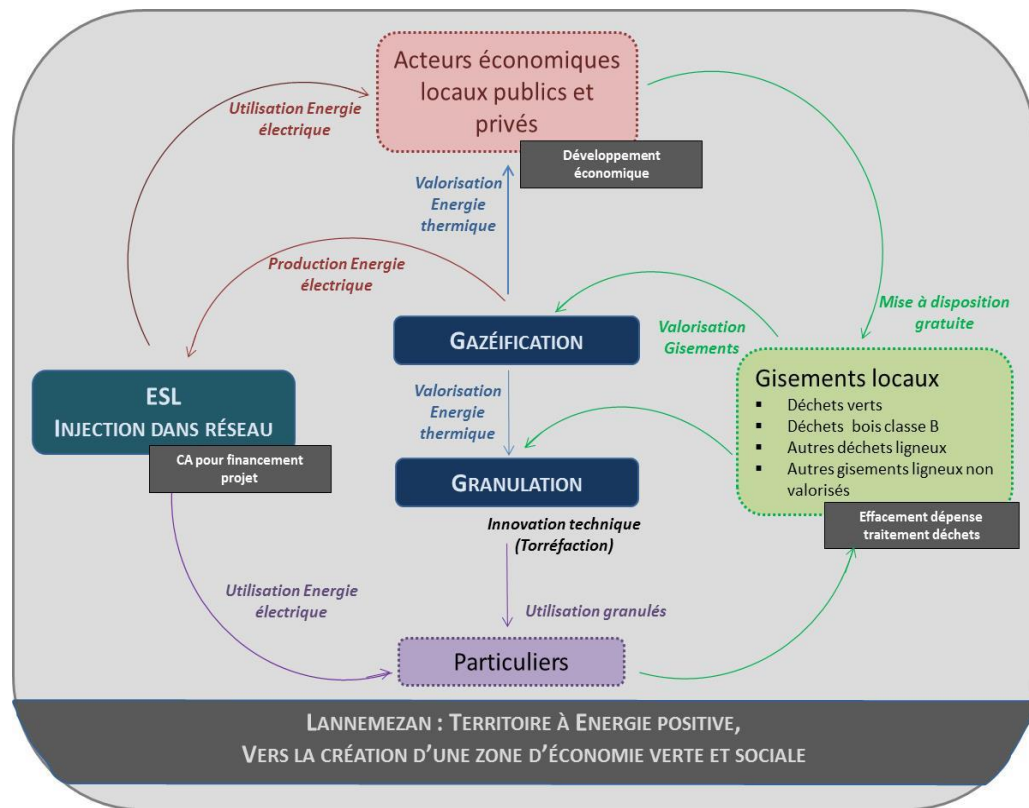 Acteurs économiques
locaux publics et
privés
Développement
économique
Utilisation Energie
électrique
Valorisation
Energie
thermique
Production Energie
électrique
Mise à disposition
gratuite
Valorisation
Gisements
GAZÉIFICATION
ESL
INJECTION DANS RÉSEAU
CA pour financement
projet
Valorisation
Energie
thermique
Gisements locaux
▪ Déchets verts
▪ Déchets bois classe B
▪ Autres déchets ligneux
▪ Autres gisements ligneux non
valorisés
Effacement dépense
traitement déchets
GRANULATION
Innovation technique
(Torréfaction)
Utilisation Energie
électrique
Utilisation granulés
Particuliers
LANNEMEZAN : TERRITOIRE À ENERGIE POSITIVE,
VERS LA CRÉATION D'UNE ZONE D'ÉCONOMIE VERTE ET SOCIALE